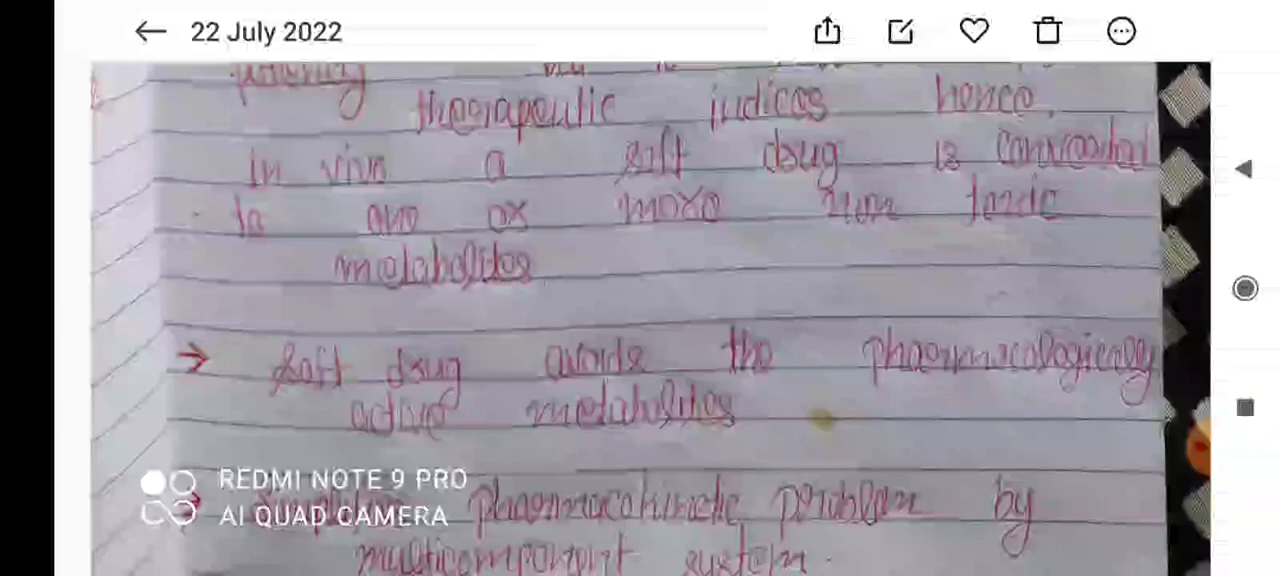 22 July 2022
therapeutic indices hence
In vivo a soft drug is converted
to one or more non toxic
metabolites
→ Soft drug avoids the pharmacologically
active metabolites
REDMI NOTE 9 PRO
AI QUAD CAMERA
pharmacokinetic problem by
multicomponent system.